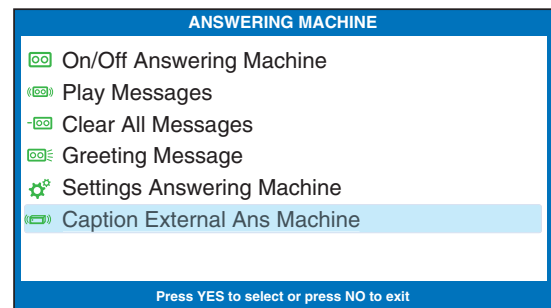 ANSWERING MACHINE
On/Off Answering Machine
Play Messages
Clear All Messages
Greeting Message
Settings Answering Machine
Caption External Ans Machine
Press YES to select or press NO to exit